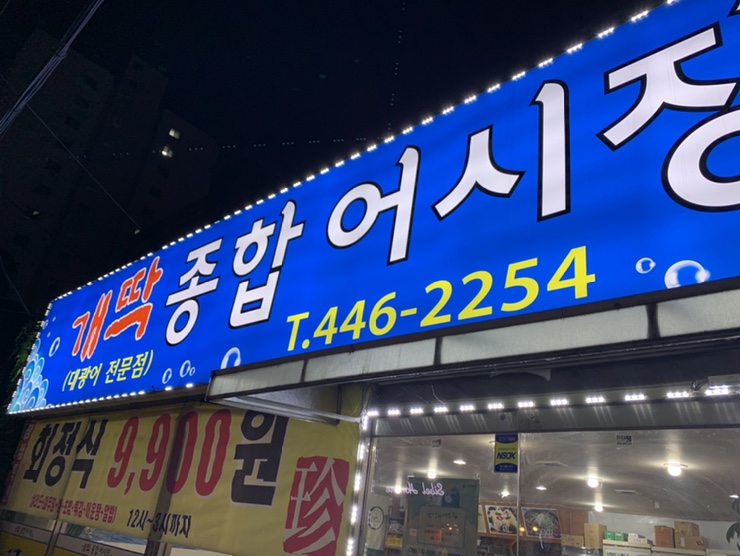 개딱 종합 어시장
(대광어 전문점)
T.446-2254
회정식 9,900원
12시~3시까지
珍